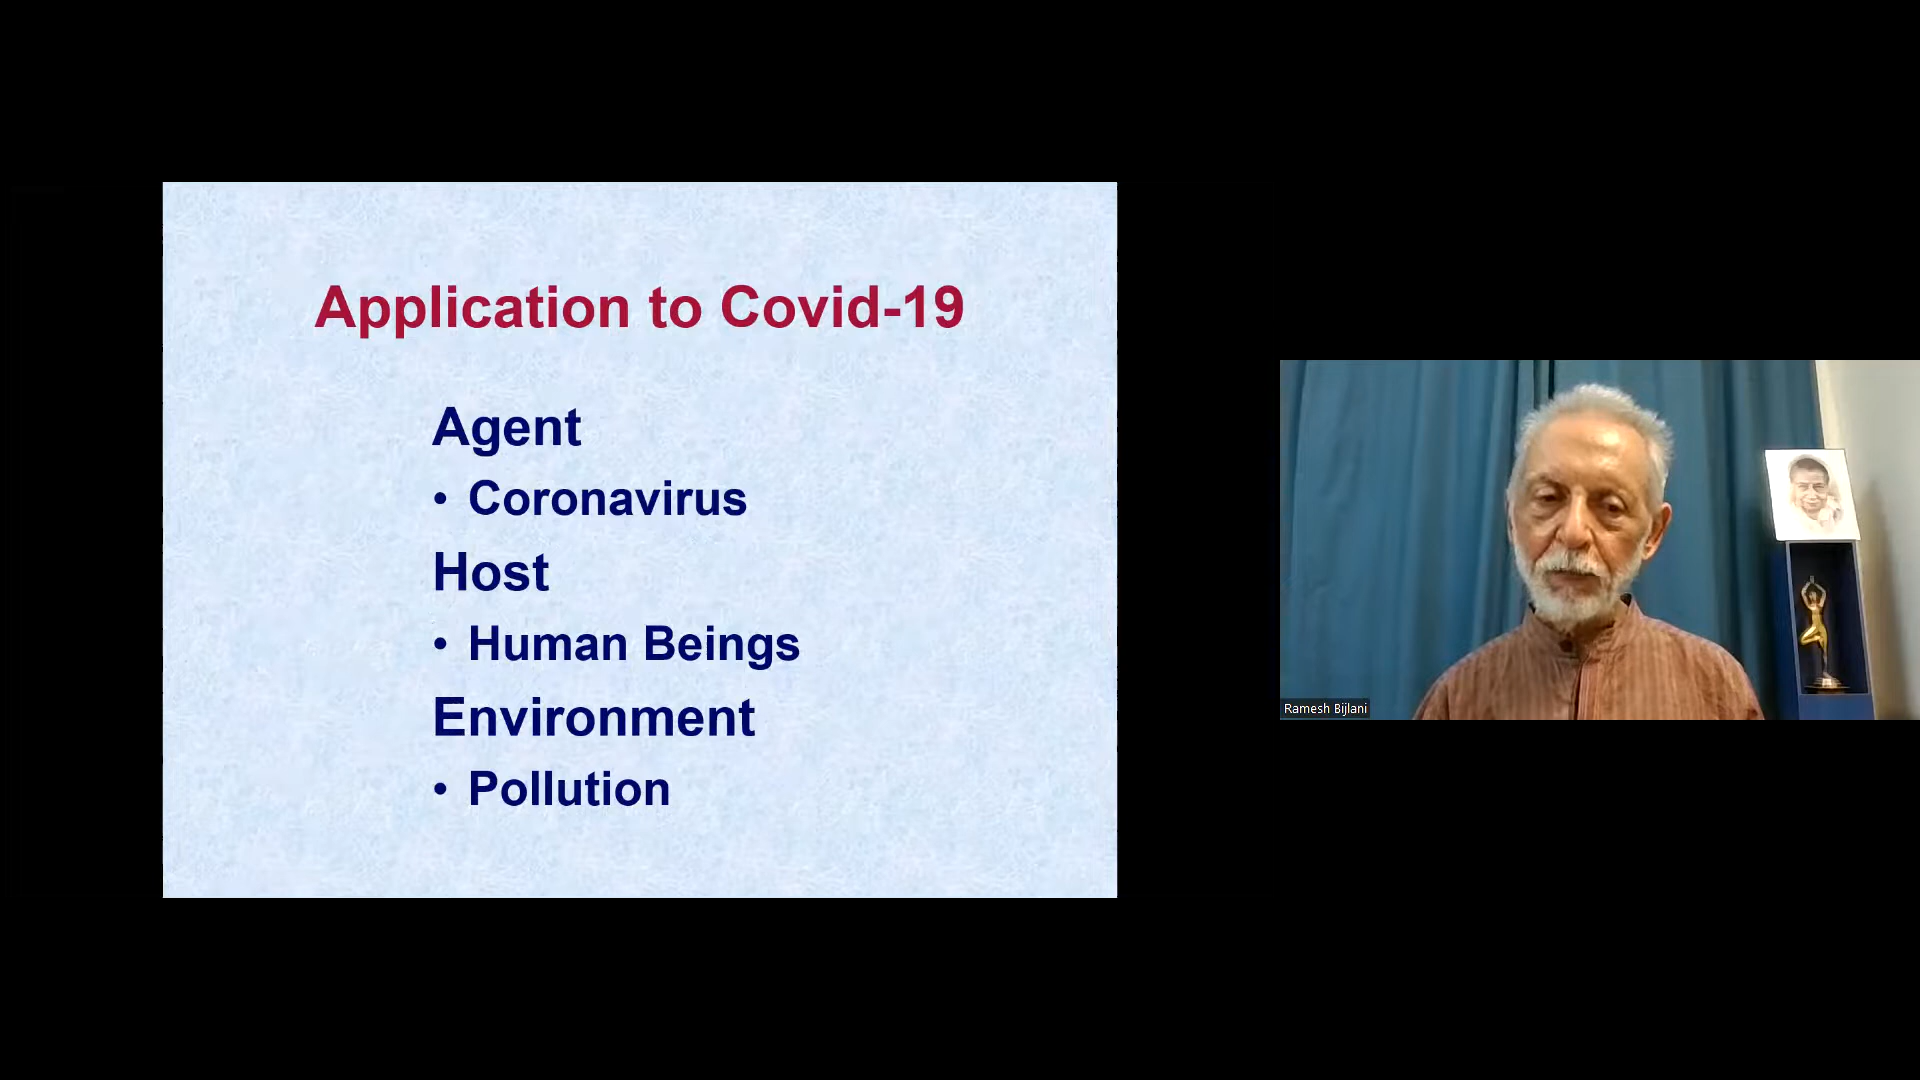 Application to Covid-19
Agent
• Coronavirus
Host
• Human Beings
Environment
• Pollution
Ramesh Bijlani